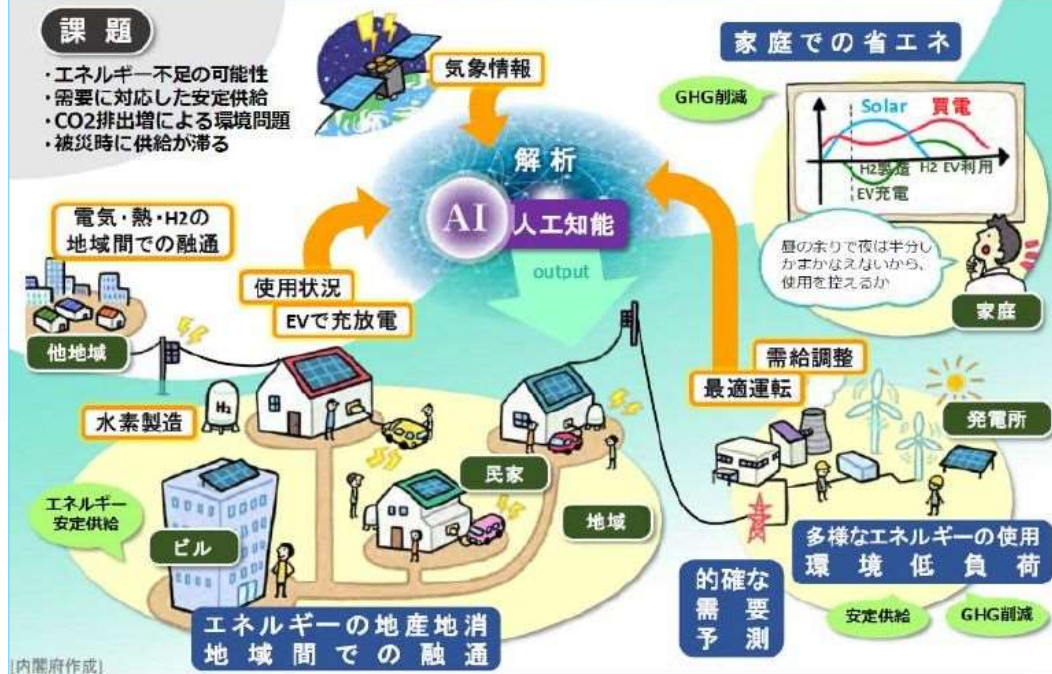 課題
・エネルギー不足の可能性
・需要に対応した安定供給
・CO2排出増による環境問題
・被災時に供給が滞る
気象情報
家庭での省エネ
GHG削減
Solar
買電
H2製造
H2 EV利用
EV充電
昼の余りで夜は半分し
かまかなえないから、
使用を控えるか
家庭
解析
AI
人工知能
output
電気・熱・H2の
地域間での融通
使用状況
EVで充放電
他地域
水素製造
H2
需給調整
最適運転
発電所
エネルギー
安定供給
ビル
民家
地域
エネルギーの地産地消
地域間での融通
的確な
需要
予測
多様なエネルギーの使用
環境低負荷
安定供給
GHG削減
[内閣府作成]